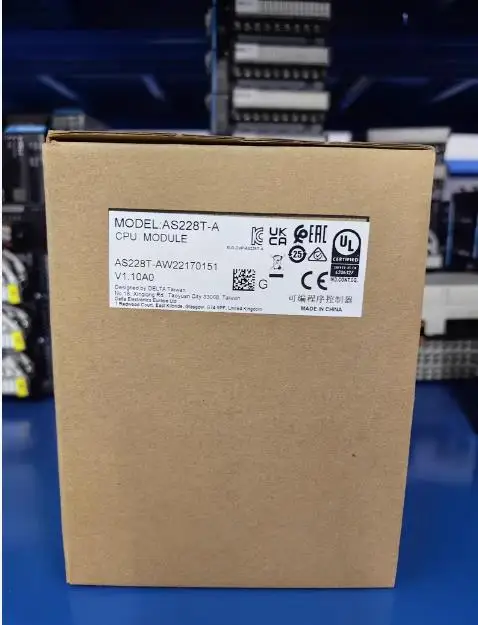 MODEL:AS228T-A
CPU MODULE
UK
CA
EAC
25
UL
CERTIFIED
AS228T-AW22170151
V1.10A0
G
CE
Designed by DELTA Taiwan
No.18, Xinglong Rd., Taoyuan City 33068, Taiwan
Delta Electronics Europe Ltd
1 Redwood Court, East Kilbride, Glasgow, G74 9PF, United Kingdom
可编程序控制器
MADE IN CHINA